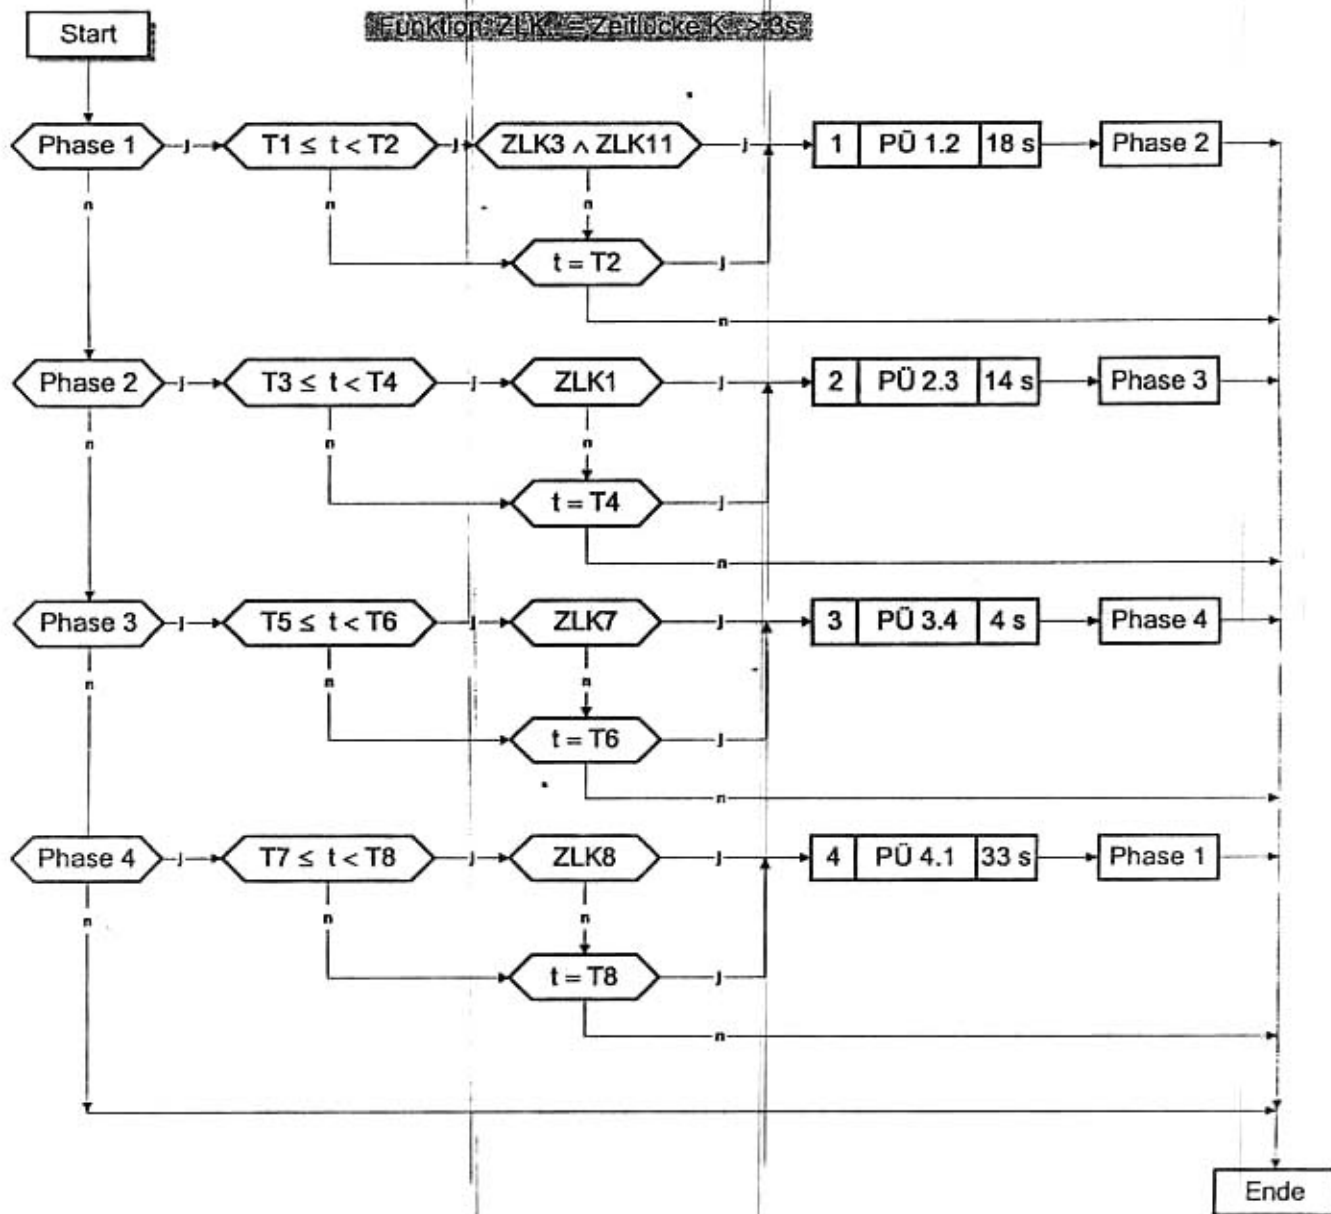 Funktion: ZLK = Zeitlücke K > 3s
Start
Phase 1 j T1 ≤ t < T2 j ZLK3 ∧ ZLK11 j 1 PÜ 1.2 18 s Phase 2
n n n
t = T2 j
n
Phase 2 j T3 ≤ t < T4 j ZLK1 j 2 PÜ 2.3 14 s Phase 3
n n n
t = T4 j
n
Phase 3 j T5 ≤ t < T6 j ZLK7 j 3 PÜ 3.4 4 s Phase 4
n n n
t = T6 j
n
Phase 4 j T7 ≤ t < T8 j ZLK8 j 4 PÜ 4.1 33 s Phase 1
n n n
t = T8 j
n
Ende